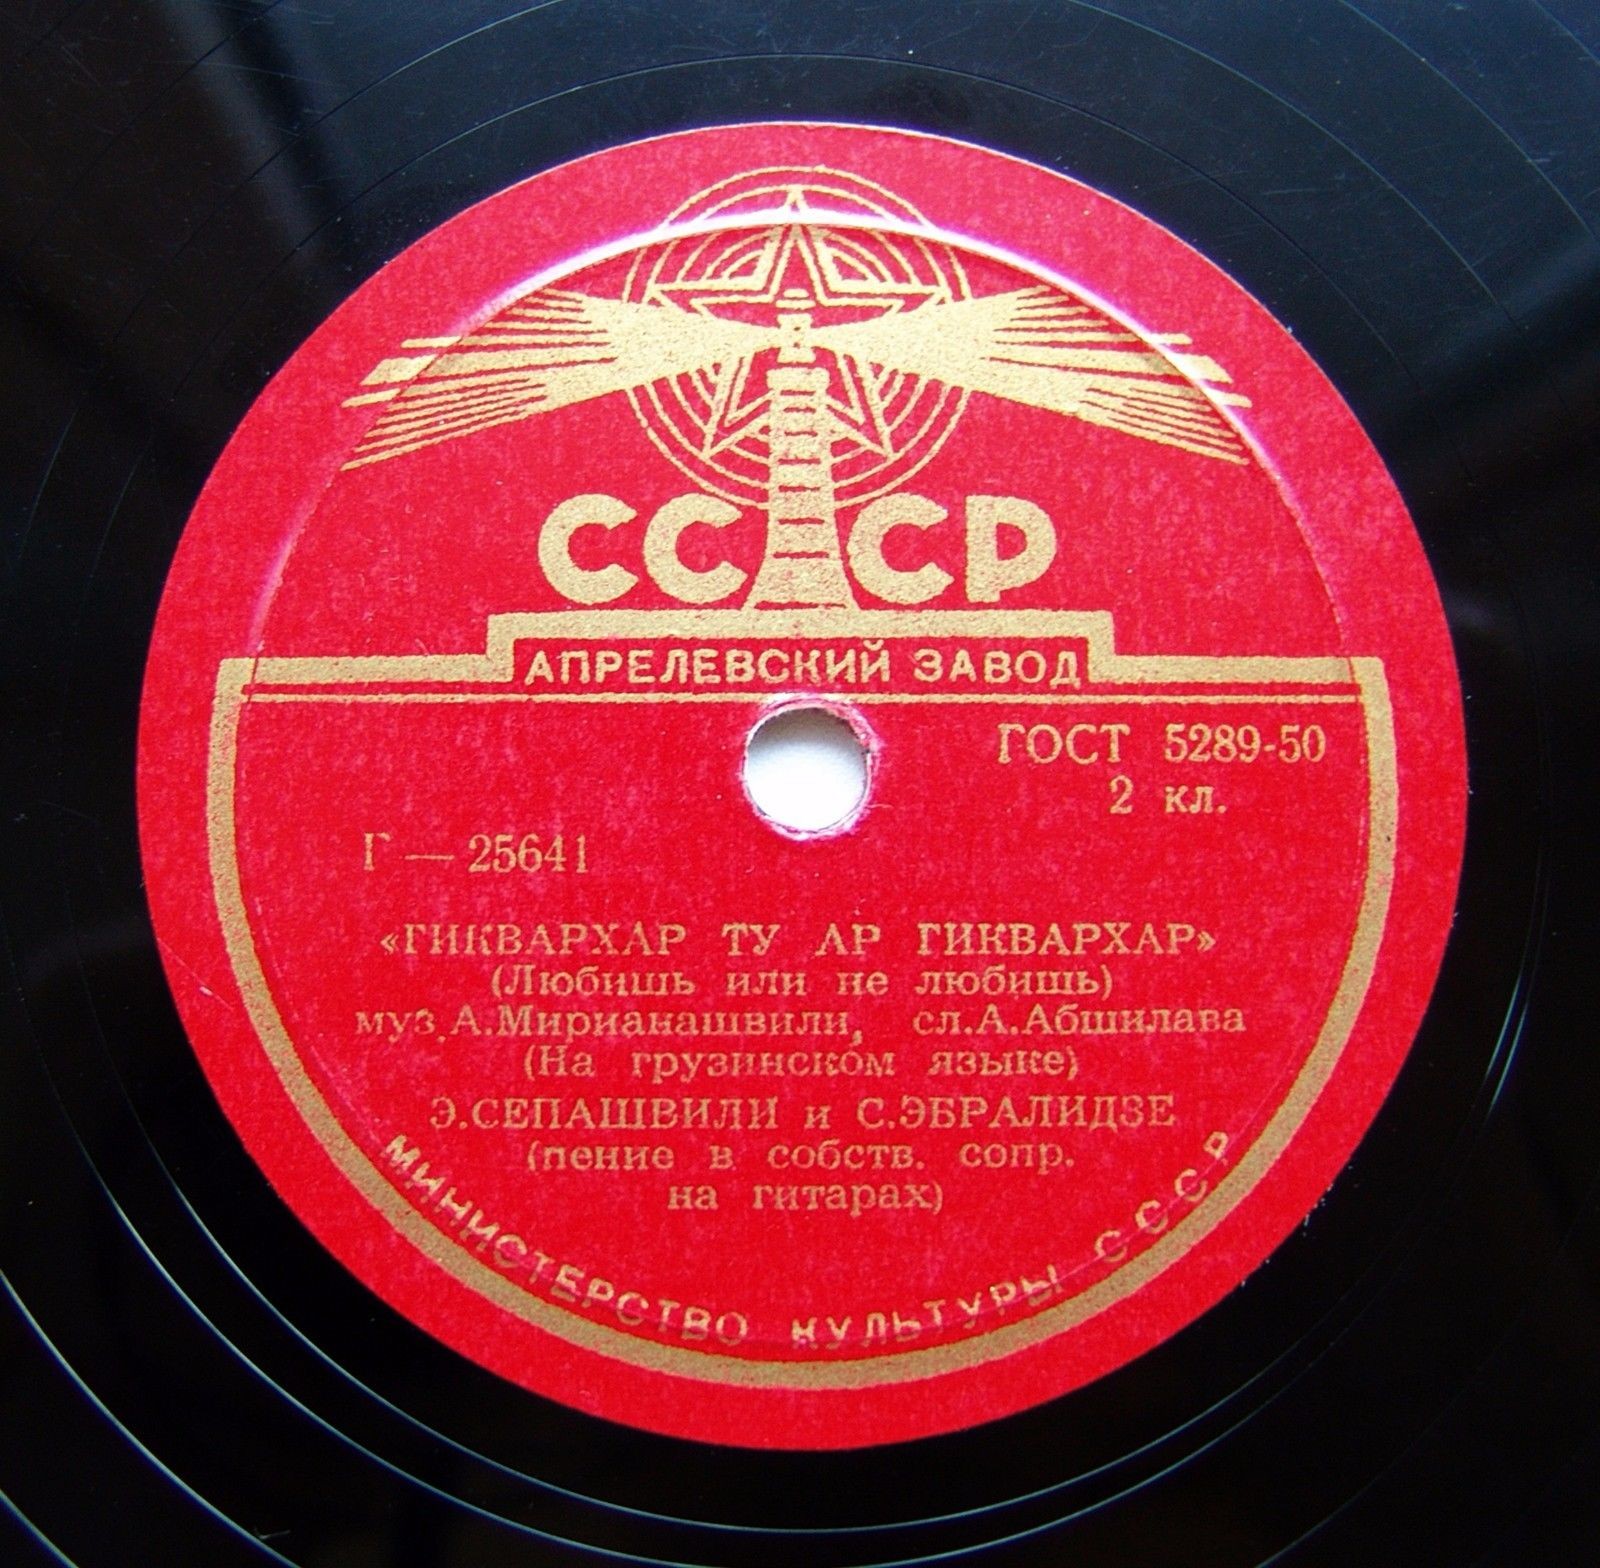 СССР
АПРЕЛЕВСКИЙ ЗАВОД
ГОСТ 5289-50
2 кл.
Г — 25641
«ГИКВАРХАР ТУ АР ГИКВАРХАР»
(Любишь или не любишь)
муз.А.Мирианашвили, сл.А.Абшилава
(На грузинском языке)
Э.СЕПАШВИЛИ и С.ЭБРАЛИДЗЕ
(пение в собств. сопр.
на гитарах)
МИНИСТЕРСТВО КУЛЬТУРЫ СССР